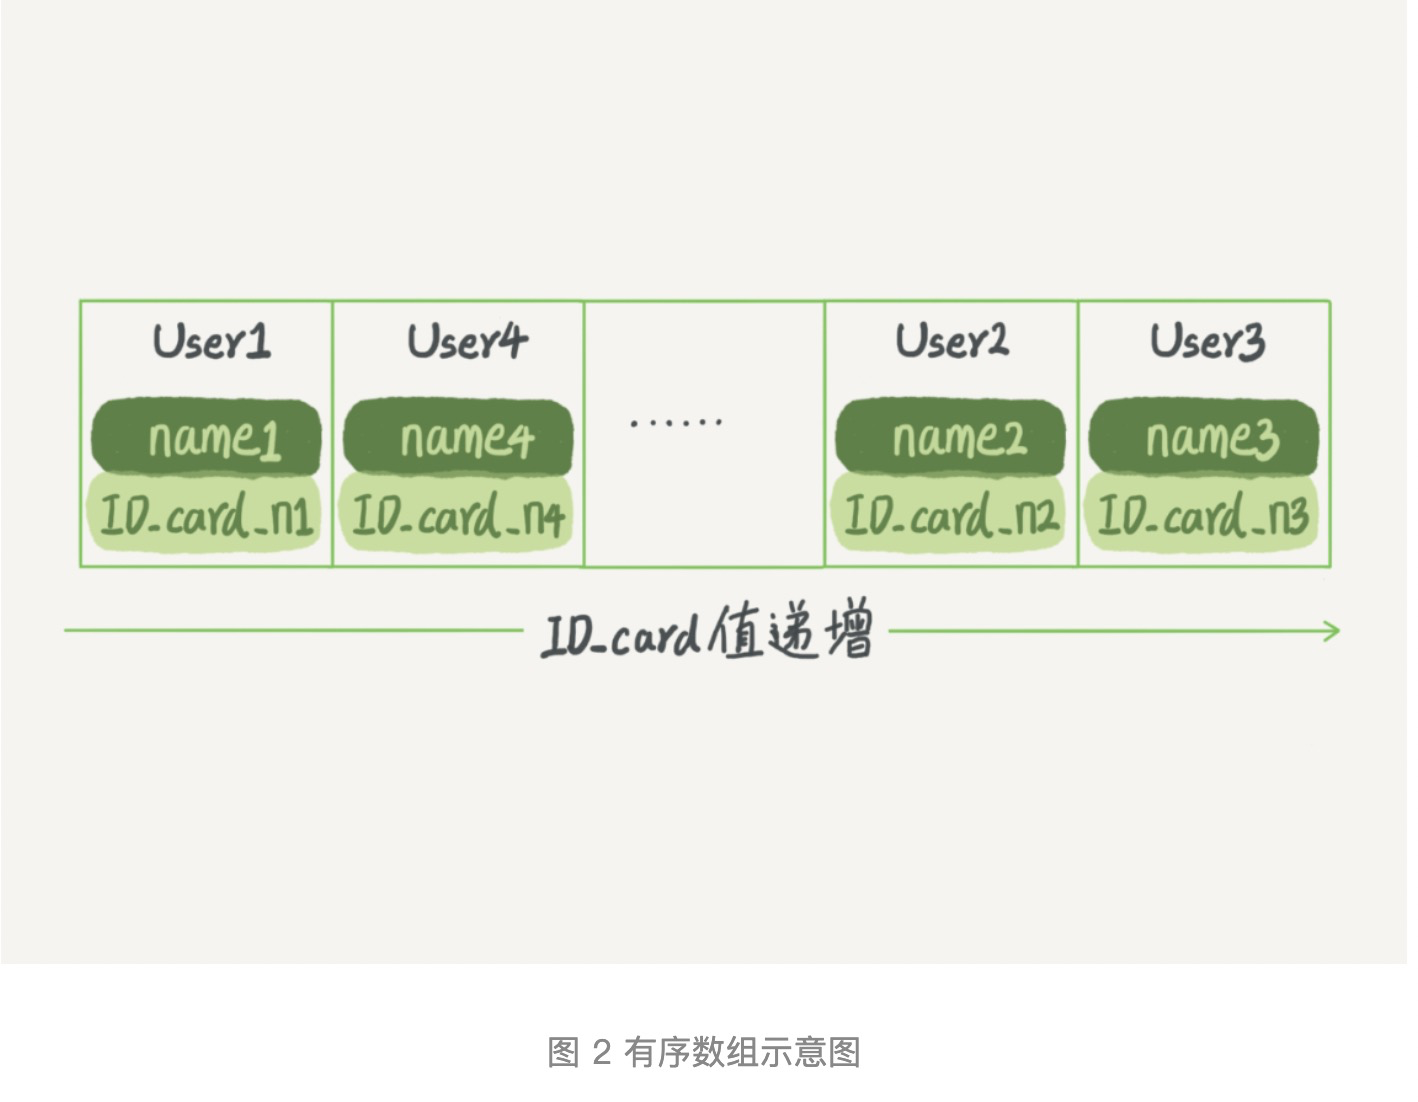 User1 User4 User2 User3
name1 name4 ...... name2 name3
ID_card_n1 ID_card_n4 ID_card_n2 ID_card_n3
ID_card值递增
图 2 有序数组示意图